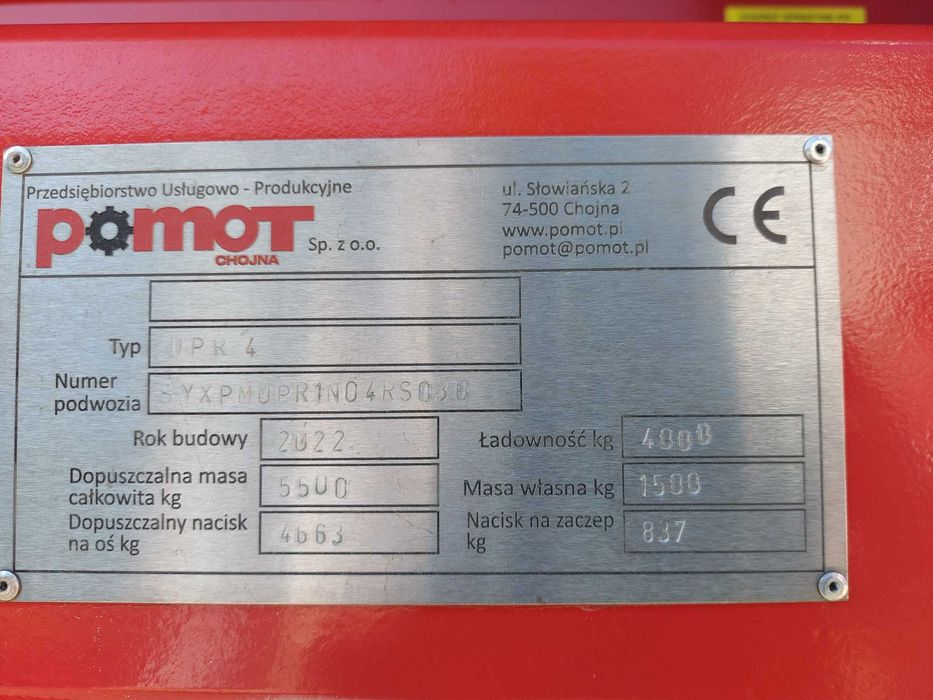 Przedsiębiorstwo Usługowo - Produkcyjne
POMOT
CHOJNA
Sp. z o.o.
ul. Słowiańska 2
74-500 Chojna
www.pomot.pl
pomot@pomot.pl
CE
Typ UPR 4
Numer podwozia SYXPMUPR1N04RS030
Rok budowy 2022
Ładowność kg 4000
Dopuszczalna masa
całkowita kg 5500
Masa własna kg 1500
Dopuszczalny nacisk
na oś kg 4663
Nacisk na zaczep
kg 837